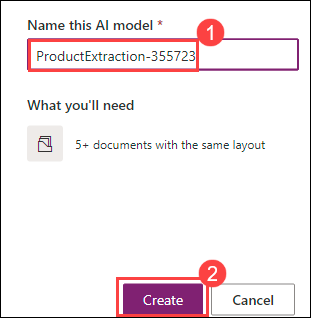 Name this AI model *
1
ProductExtraction-355723
What you'll need
5+ documents with the same layout
2
Create
Cancel